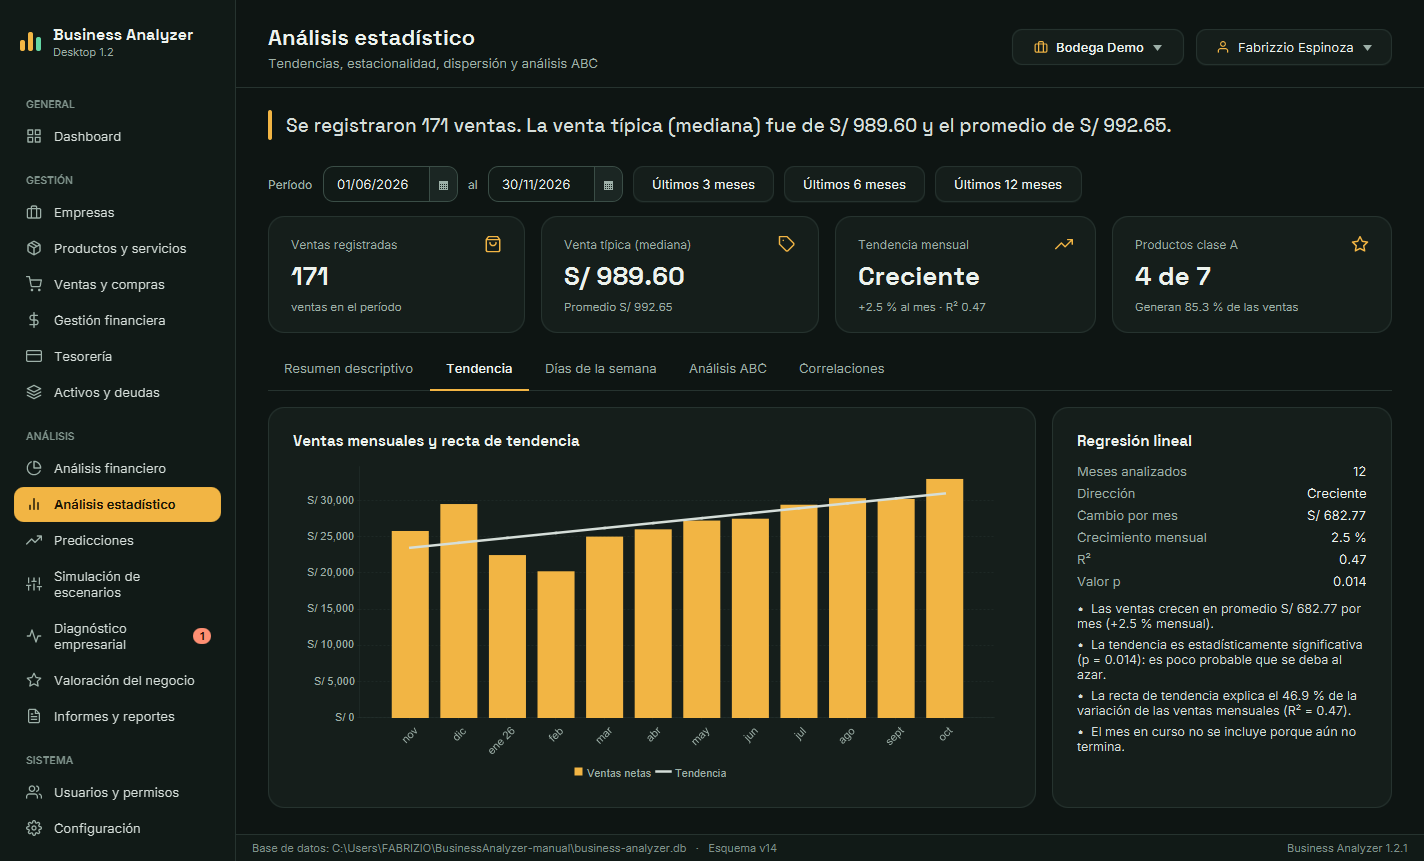 Business Analyzer
Desktop 1.2
GENERAL
Dashboard
GESTIÓN
Empresas
Productos y servicios
Ventas y compras
Gestión financiera
Tesorería
Activos y deudas
ANÁLISIS
Análisis financiero
Análisis estadístico
Predicciones
Simulación de
escenarios
Diagnóstico
empresarial
1
Valoración del negocio
Informes y reportes
SISTEMA
Usuarios y permisos
Configuración
Análisis estadístico
Tendencias, estacionalidad, dispersión y análisis ABC
Bodega Demo
Fabrizzio Espinoza
Se registraron 171 ventas. La venta típica (mediana) fue de S/ 989.60 y el promedio de S/ 992.65.
Período 01/06/2026 al 30/11/2026 Últimos 3 meses Últimos 6 meses Últimos 12 meses
Ventas registradas
171
ventas en el período
Venta típica (mediana)
S/ 989.60
Promedio S/ 992.65
Tendencia mensual
Creciente
+2.5 % al mes · R² 0.47
Productos clase A
4 de 7
Generan 85.3 % de las ventas
Resumen descriptivo Tendencia Días de la semana Análisis ABC Correlaciones
Ventas mensuales y recta de tendencia
S/ 30,000
S/ 25,000
S/ 20,000
S/ 15,000
S/ 10,000
S/ 5,000
S/ 0
nov dic ene 26 feb mar abr may jun jul ago sept oct
Ventas netas Tendencia
Regresión lineal
Meses analizados 12
Dirección Creciente
Cambio por mes S/ 682.77
Crecimiento mensual 2.5 %
R² 0.47
Valor p 0.014
• Las ventas crecen en promedio S/ 682.77 por
mes (+2.5 % mensual).
• La tendencia es estadísticamente significativa
(p = 0.014): es poco probable que se deba al
azar.
• La recta de tendencia explica el 46.9 % de la
variación de las ventas mensuales (R² = 0.47).
• El mes en curso no se incluye porque aún no
termina.
Base de datos: C:\Users\FABRIZIO\BusinessAnalyzer-manual\business-analyzer.db · Esquema v14
Business Analyzer 1.2.1